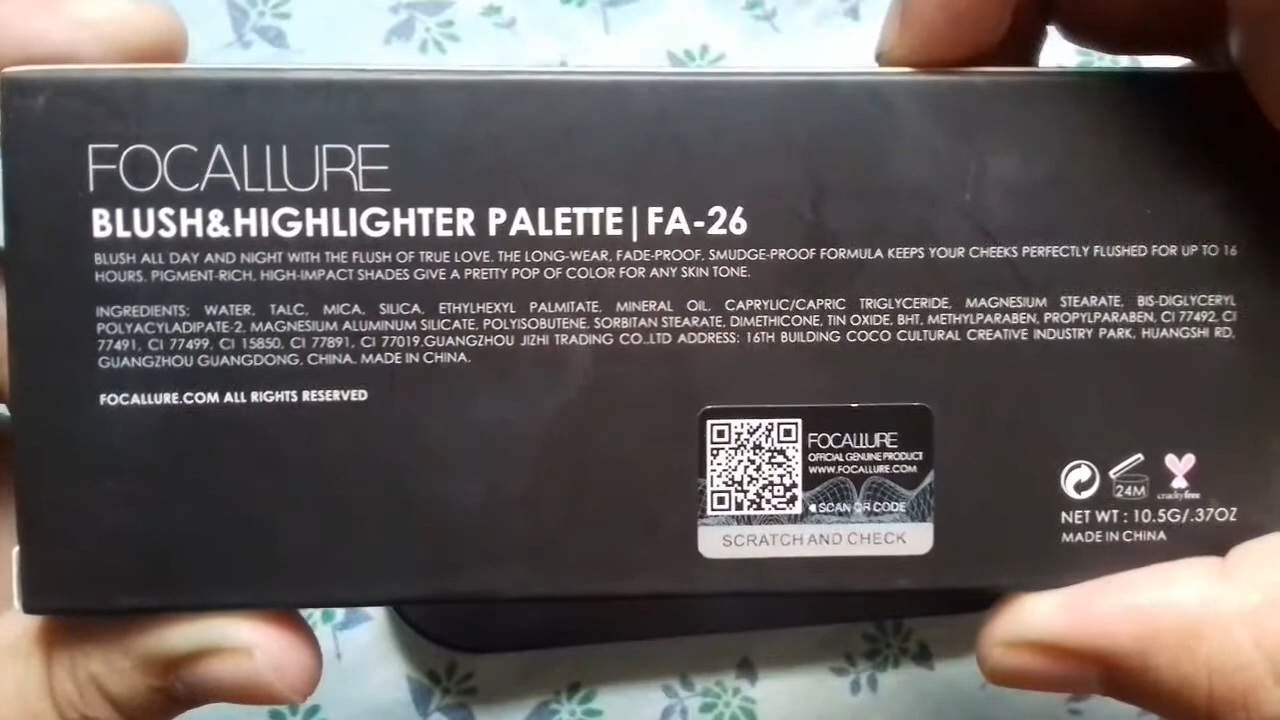 FOCALLURE
BLUSH&HIGHLIGHTER PALETTE|FA-26
BLUSH ALL DAY AND NIGHT WITH THE FLUSH OF TRUE LOVE. THE LONG-WEAR, FADE-PROOF, SMUDGE-PROOF FORMULA KEEPS YOUR CHEEKS PERFECTLY FLUSHED FOR UP TO 16
HOURS. PIGMENT-RICH, HIGH-IMPACT SHADES GIVE A PRETTY POP OF COLOR FOR ANY SKIN TONE.
INGREDIENTS: WATER, TALC, MICA, SILICA, ETHYLHEXYL PALMITATE, MINERAL OIL, CAPRYLIC/CAPRIC TRIGLYCERIDE, MAGNESIUM STEARATE, BIS-DIGLYCERYL
POLYACYLADIPATE-2, MAGNESIUM ALUMINUM SILICATE, POLYISOBUTENE, SORBITAN STEARATE, DIMETHICONE, TIN OXIDE, BHT, METHYLPARABEN, PROPYLPARABEN, CI 77492, CI
77491, CI 77499, CI 15850, CI 77891, CI 77019.GUANGZHOU JIZHI TRADING CO.,LTD ADDRESS: 16TH BUILDING COCO CULTURAL CREATIVE INDUSTRY PARK, HUANGSHI RD,
GUANGZHOU GUANGDONG, CHINA. MADE IN CHINA.
FOCALLURE.COM ALL RIGHTS RESERVED
FOCALLURE
OFFICIAL GENUINE PRODUCT
WWW.FOCALLURE.COM
SCAN QR CODE
SCRATCH AND CHECK
24M
crueltyfree
NET WT : 10.5G/.37OZ
MADE IN CHINA